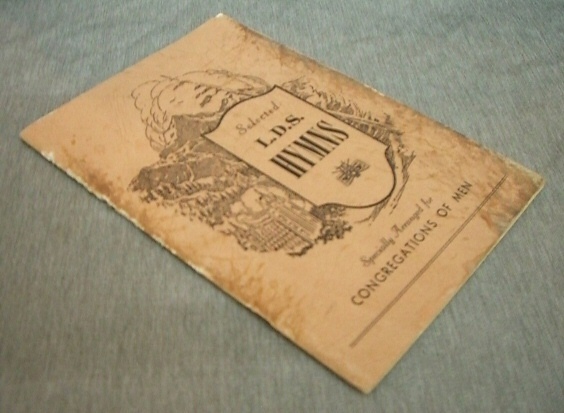 Selected
L.D.S.
HYMNS
Specially Arranged for
CONGREGATIONS OF MEN